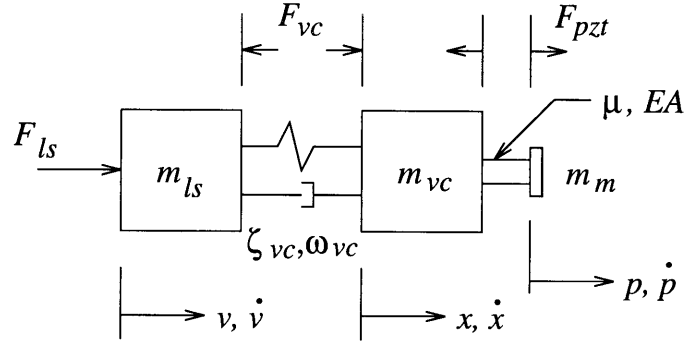 F_vc
F_pzt
μ, EA
F_ls
m_ls
m_vc
m_m
ζ_vc, ω_vc
p, ṗ
v, v̇
x, ẋ